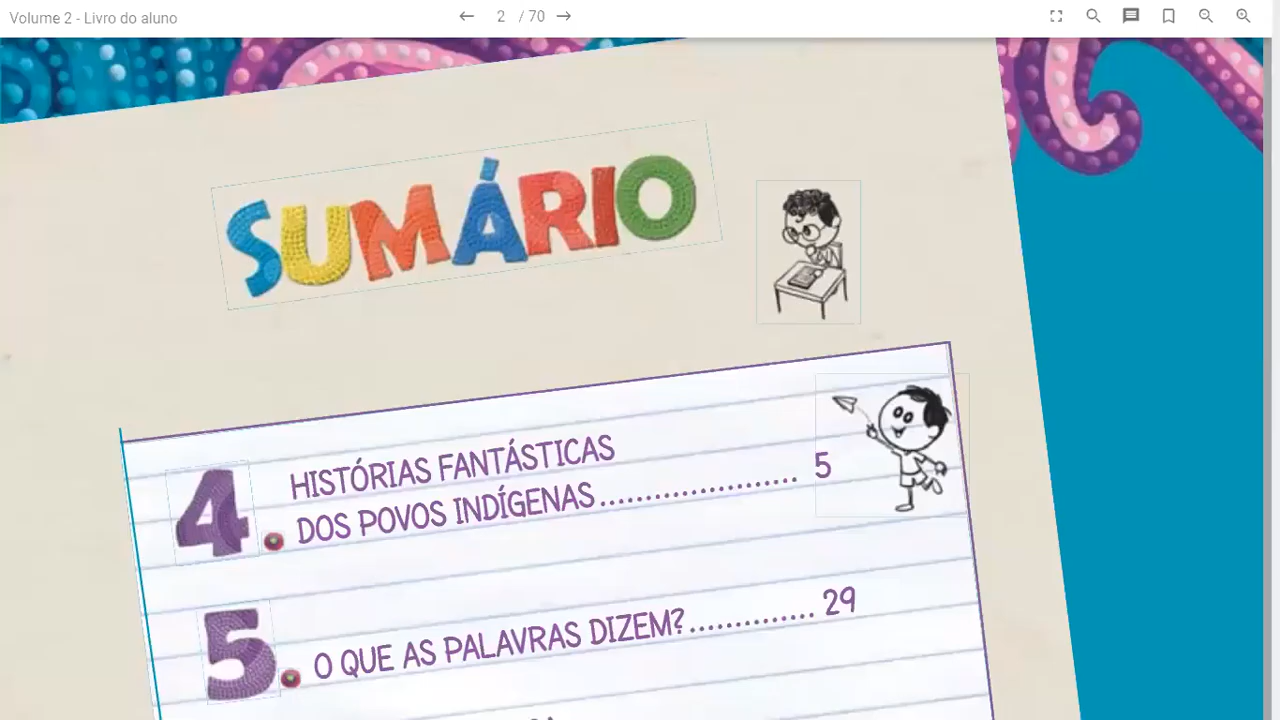 Volume 2 - Livro do aluno
2 / 70
SUMÁRIO
4 HISTÓRIAS FANTÁSTICAS
DOS POVOS INDÍGENAS...................... 5
5 O QUE AS PALAVRAS DIZEM?.............. 29